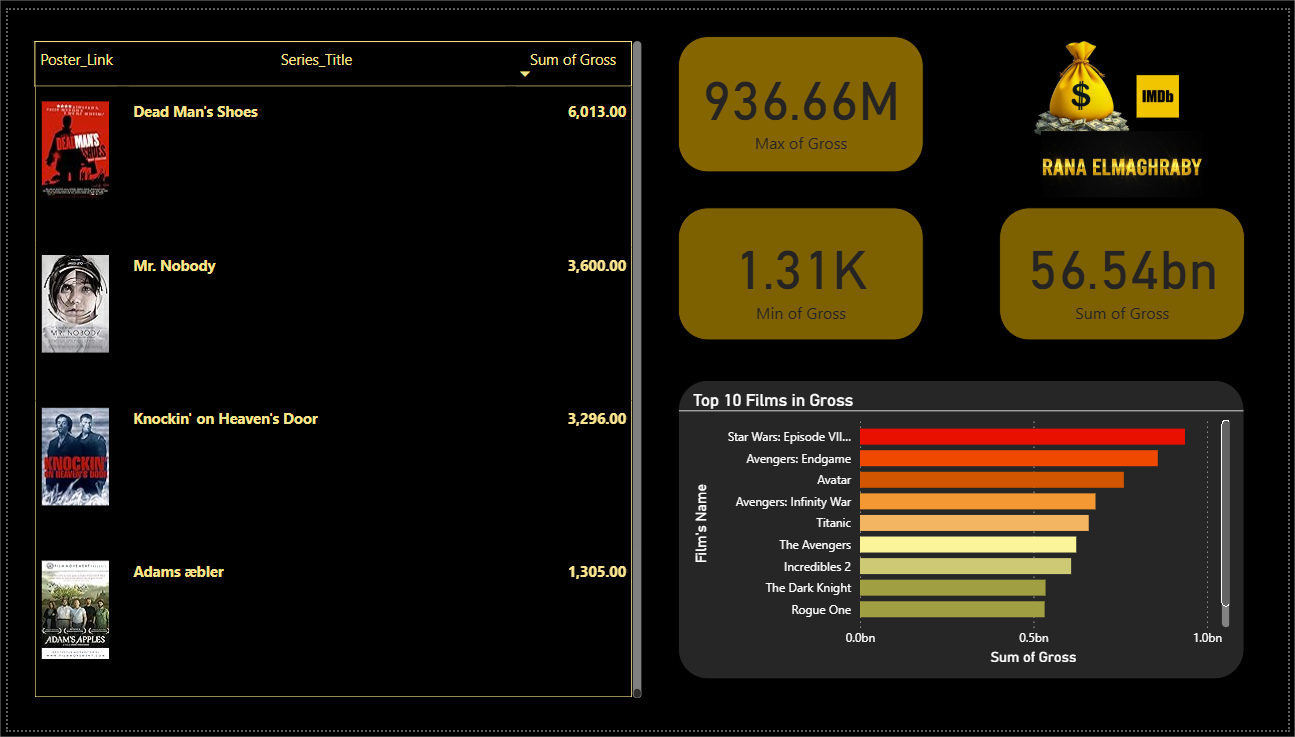 Poster_Link Series_Title Sum of Gross
DEAD MAN'S SHOES
Dead Man's Shoes 6,013.00
MR. NOBODY
Mr. Nobody 3,600.00
KNOCKIN'
ON HEAVEN'S DOOR
Knockin' on Heaven's Door 3,296.00
ADAM'S APPLES
Adams æbler 1,305.00
936.66M
Max of Gross
$
IMDb
RANA ELMAGHRABY
1.31K
Min of Gross
56.54bn
Sum of Gross
Top 10 Films in Gross
Film's Name
Star Wars: Episode VII...
Avengers: Endgame
Avatar
Avengers: Infinity War
Titanic
The Avengers
Incredibles 2
The Dark Knight
Rogue One
0.0bn 0.5bn 1.0bn
Sum of Gross